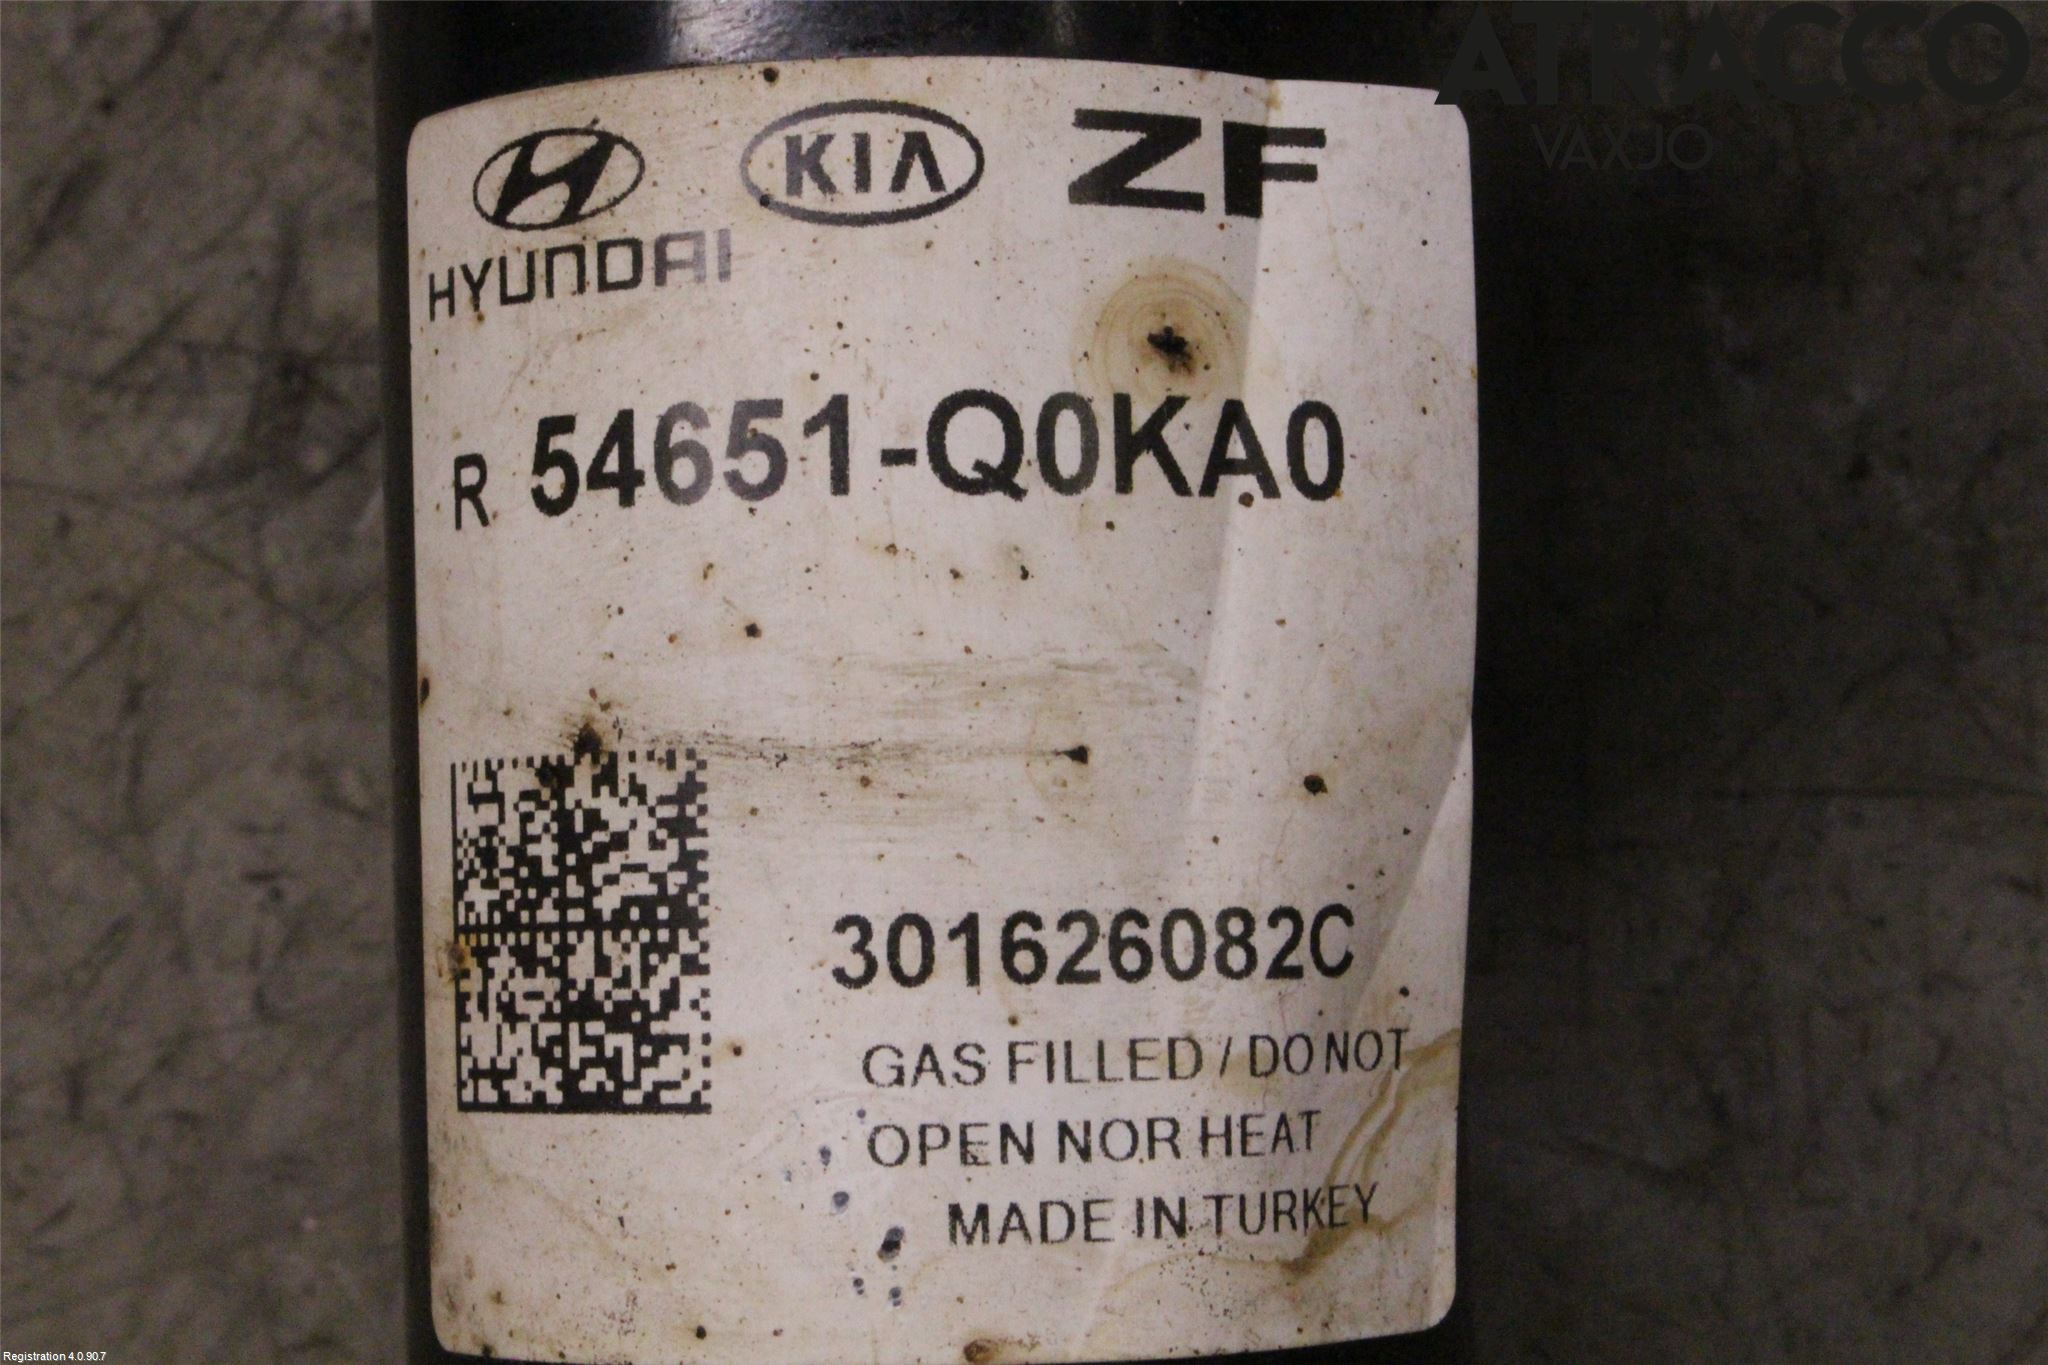 ATRACCO
VÄXJÖ
KIA ZF
HYUNDAI
R 54651-Q0KA0
301626082C
GAS FILLED / DO NOT
OPEN NOR HEAT
MADE IN TURKEY
Registration 4.0.90.7